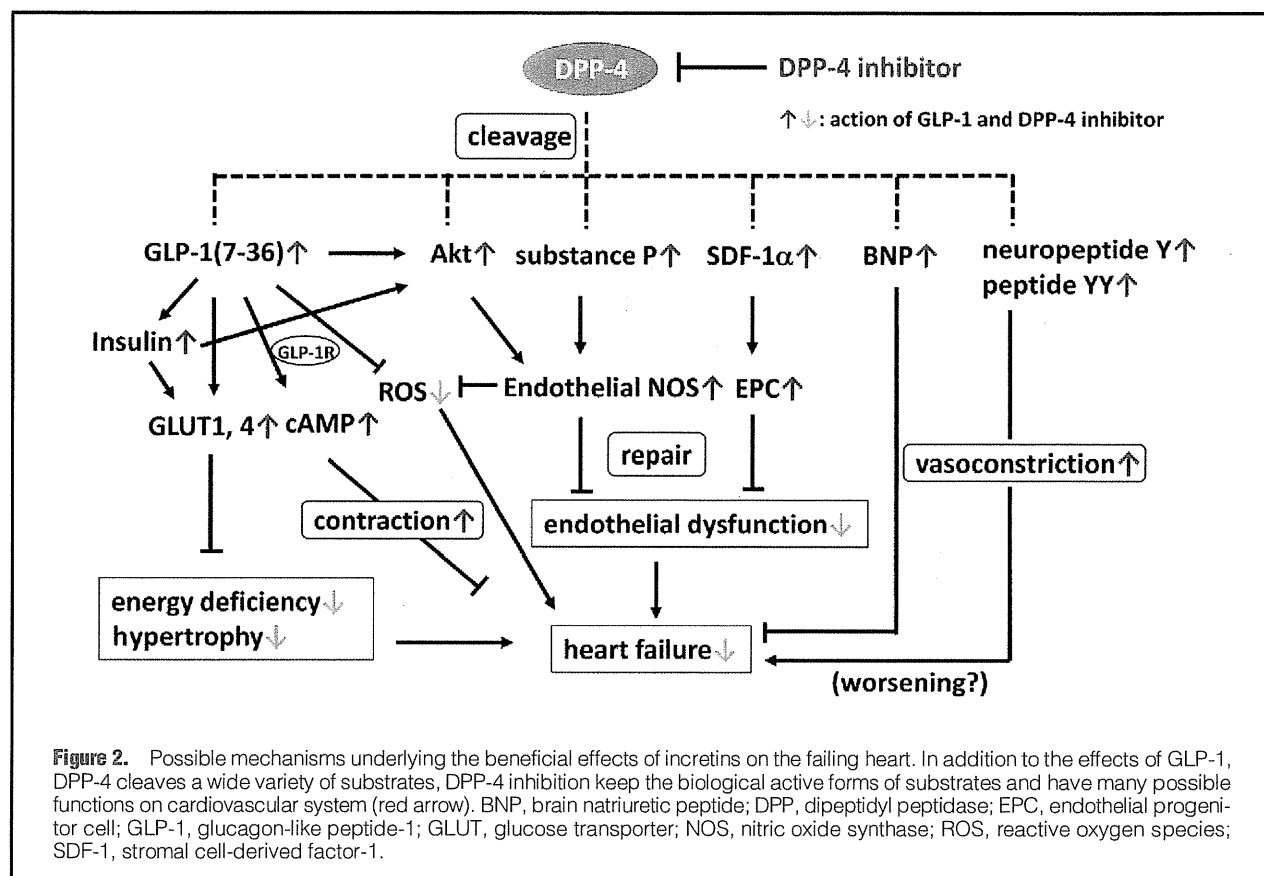 DPP-4
DPP-4 inhibitor
↑↓: action of GLP-1 and DPP-4 inhibitor
cleavage
GLP-1(7-36)↑
Akt↑
substance P↑
SDF-1α↑
BNP↑
neuropeptide Y↑
peptide YY↑
Insulin↑
GLP-1R
ROS↓
Endothelial NOS↑
EPC↑
GLUT1, 4↑
cAMP↑
repair
vasoconstriction↑
contraction↑
endothelial dysfunction↓
energy deficiency↓
hypertrophy↓
heart failure↓
(worsening?)
Figure 2. Possible mechanisms underlying the beneficial effects of incretins on the failing heart. In addition to the effects of GLP-1,
DPP-4 cleaves a wide variety of substrates, DPP-4 inhibition keep the biological active forms of substrates and have many possible
functions on cardiovascular system (red arrow). BNP, brain natriuretic peptide; DPP, dipeptidyl peptidase; EPC, endothelial progeni-
tor cell; GLP-1, glucagon-like peptide-1; GLUT, glucose transporter; NOS, nitric oxide synthase; ROS, reactive oxygen species;
SDF-1, stromal cell-derived factor-1.